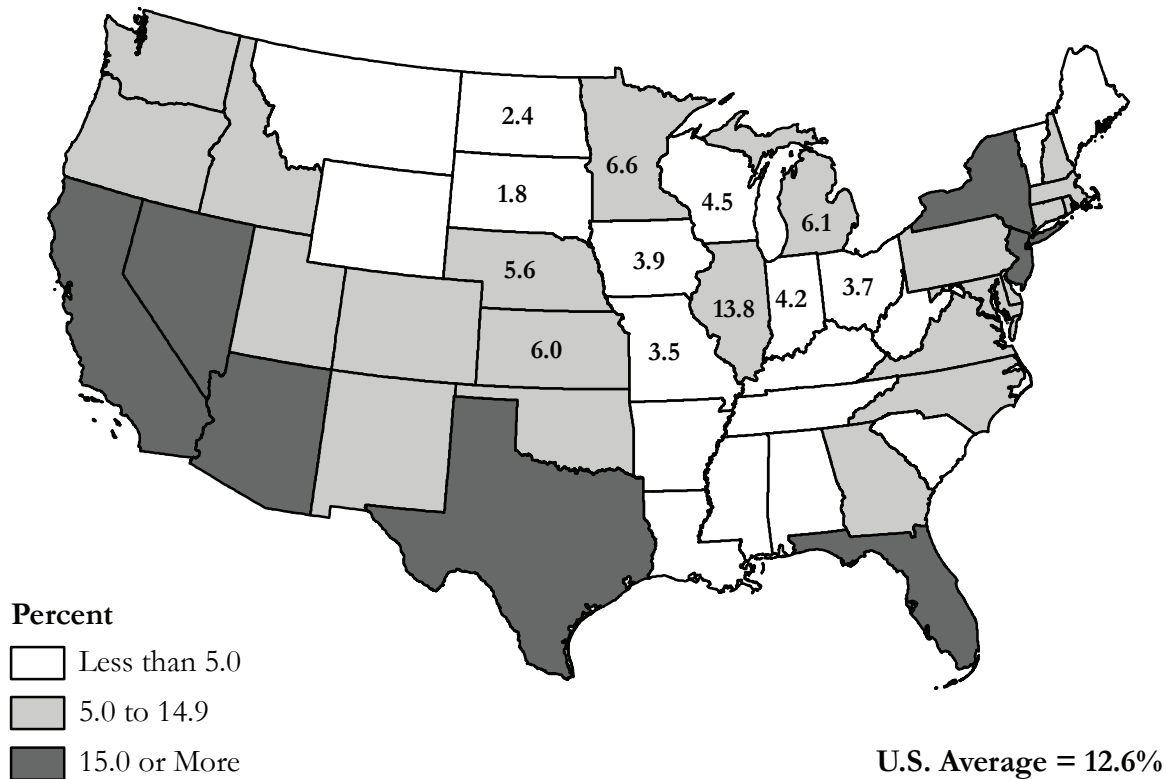 2.4
6.6
1.8
4.5
6.1
3.9
5.6
3.7
4.2
13.8
6.0
3.5
Percent
Less than 5.0
5.0 to 14.9
15.0 or More
U.S. Average = 12.6%